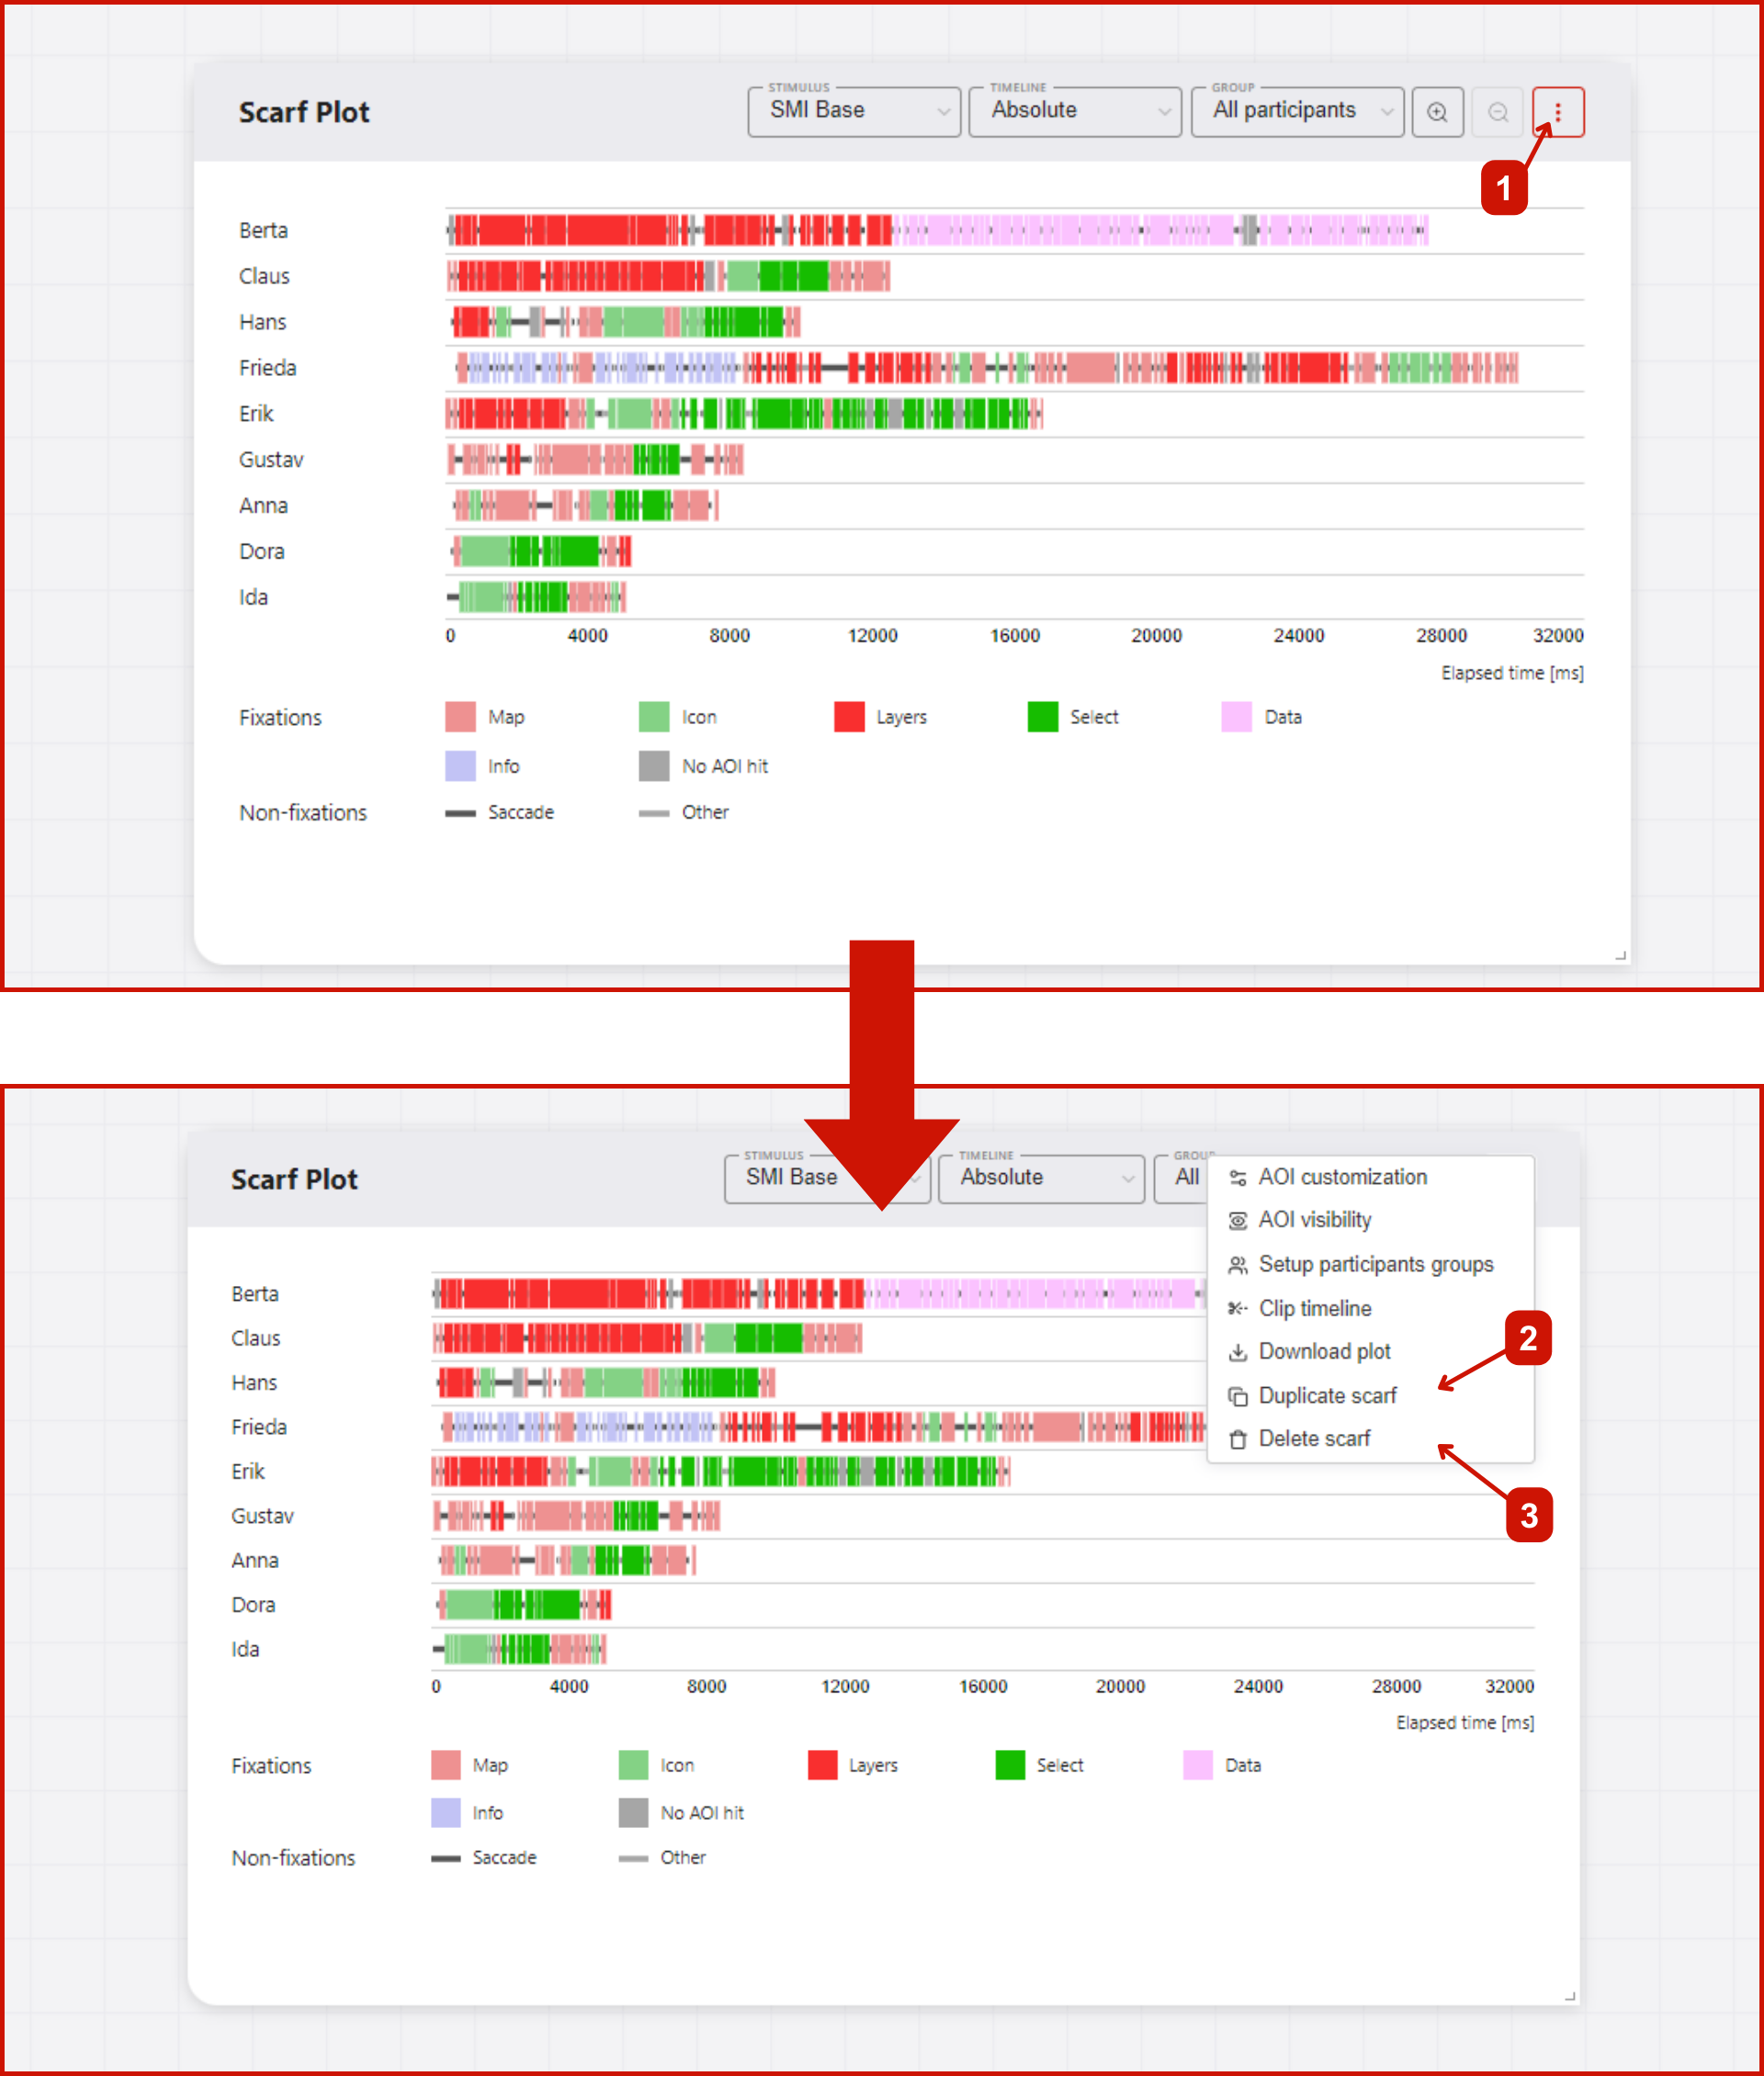 Scarf Plot
STIMULUS
SMI Base
TIMELINE
Absolute
GROUP
All participants
1
Berta
Claus
Hans
Frieda
Erik
Gustav
Anna
Dora
Ida
0 4000 8000 12000 16000 20000 24000 28000 32000
Elapsed time [ms]
Fixations Map Icon Layers Select Data
Info No AOI hit
Non-fixations Saccade Other
Scarf Plot
STIMULUS
SMI Base
TIMELINE
Absolute
GROUP
All
AOI customization
AOI visibility
Setup participants groups
Clip timeline
Download plot
Duplicate scarf
Delete scarf
2
3
Berta
Claus
Hans
Frieda
Erik
Gustav
Anna
Dora
Ida
0 4000 8000 12000 16000 20000 24000 28000 32000
Elapsed time [ms]
Fixations Map Icon Layers Select Data
Info No AOI hit
Non-fixations Saccade Other